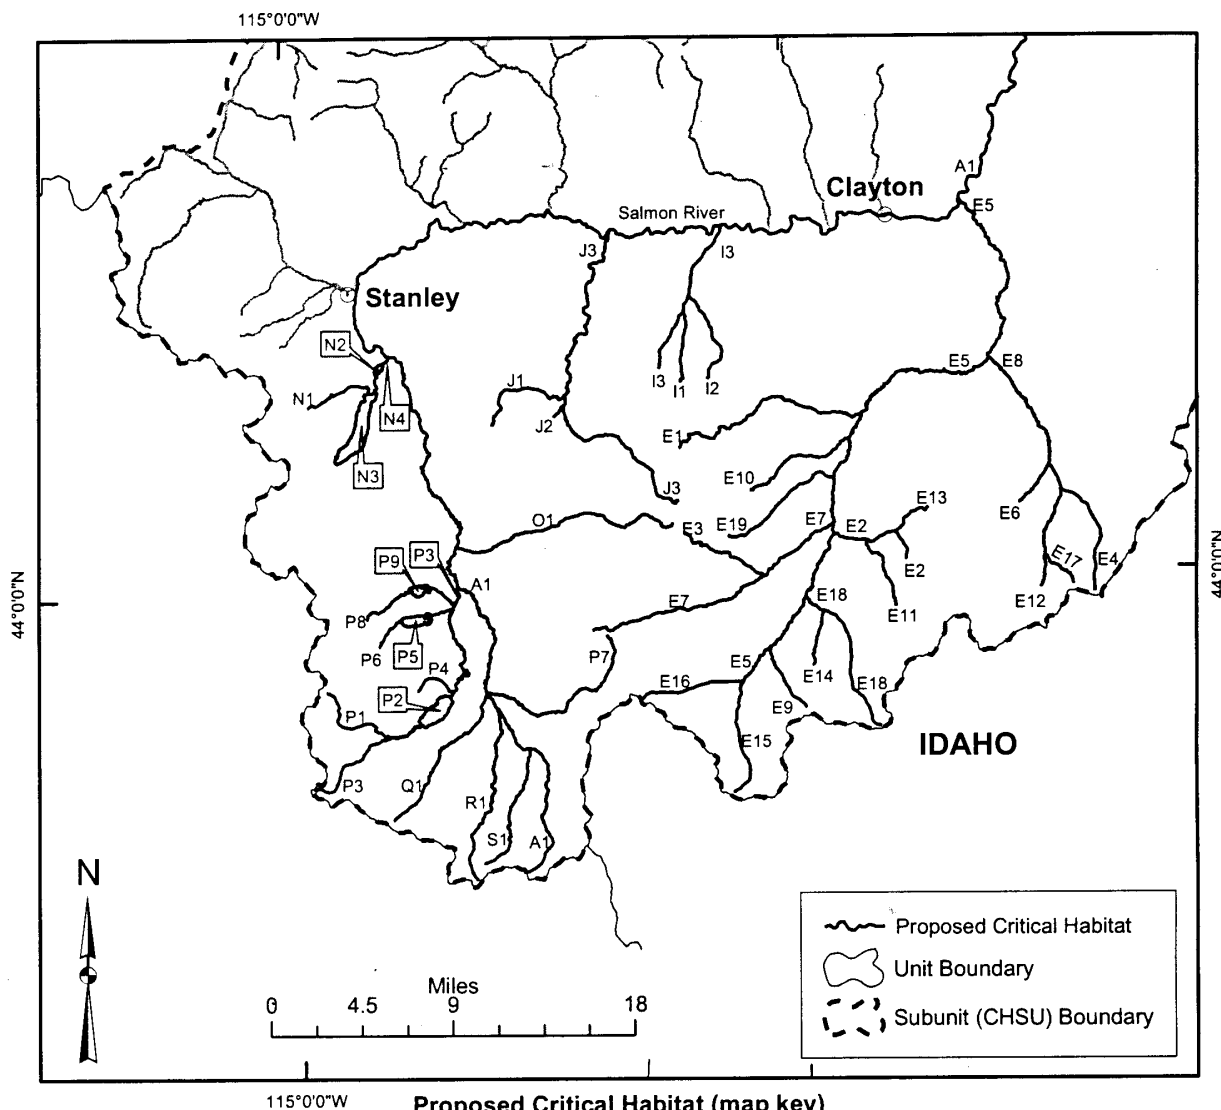 115°0'0"W
A1
Clayton
E5
Salmon River
J3
I3
Stanley
N2
E5
E8
I3
I1
I2
J1
N1
N4
J2
E1
N3
E10
J3
E13
E6
O1
E3
E19
E7
E2
44°0'0"N
44°0'0"N
P9
P3
A1
E2
E17
E4
E7
E18
E11
E12
P8
P6
P5
P7
P4
E5
E14
E16
E18
P2
E9
P1
E15
IDAHO
P3
Q1
R1
S1
A1
N
Proposed Critical Habitat
Unit Boundary
Subunit (CHSU) Boundary
Miles
0 4.5 9 18
115°0'0"W
Proposed Critical Habitat (map key)